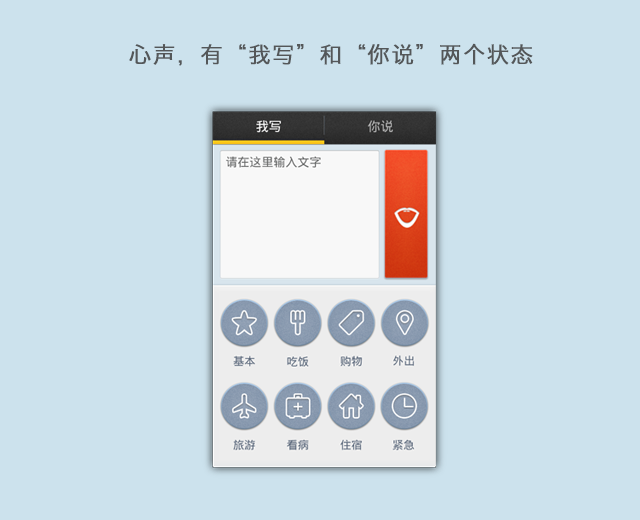 心声，有“我写”和“你说”两个状态
我写 你说
请在这里输入文字
基本 吃饭 购物 外出
旅游 看病 住宿 紧急